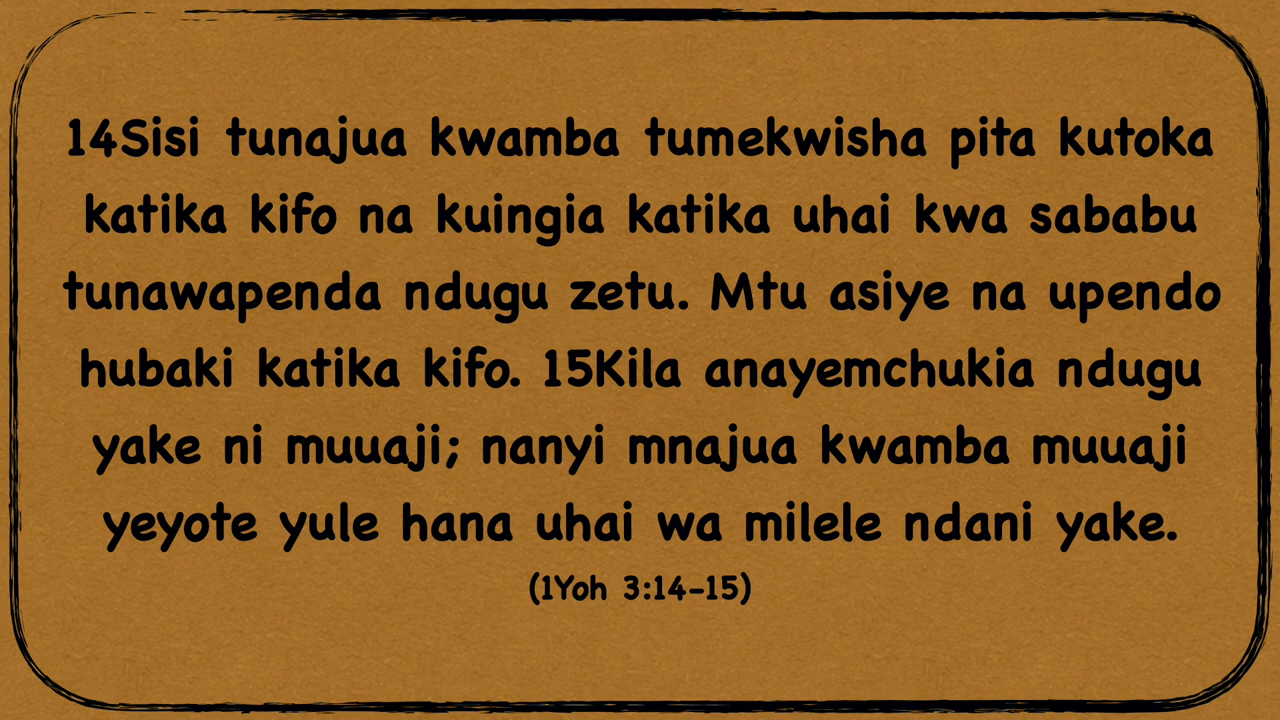 14Sisi tunajua kwamba tumekwisha pita kutoka
katika kifo na kuingia katika uhai kwa sababu
tunawapenda ndugu zetu. Mtu asiye na upendo
hubaki katika kifo. 15Kila anayemchukia ndugu
yake ni muuaji; nanyi mnajua kwamba muuaji
yeyote yule hana uhai wa milele ndani yake.
(1Yoh 3:14-15)